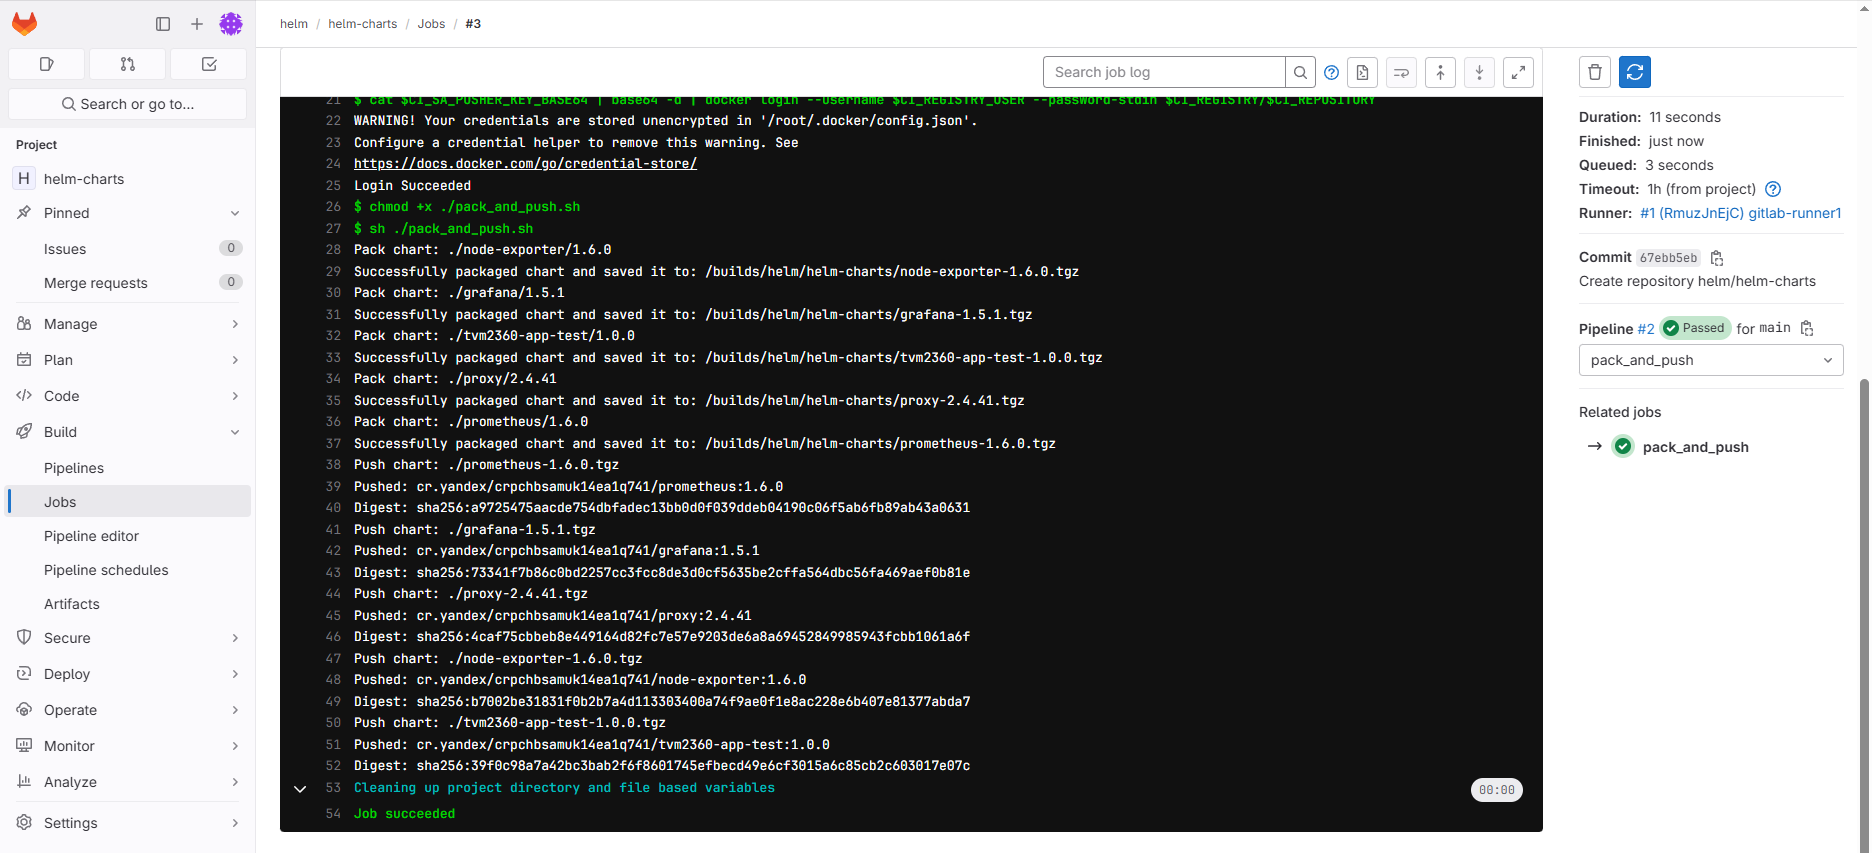 helm / helm-charts / Jobs / #3
Search or go to...
Project
H helm-charts
Pinned
Issues 0
Merge requests 0
Manage
Plan
Code
Build
Pipelines
Jobs
Pipeline editor
Pipeline schedules
Artifacts
Secure
Deploy
Operate
Monitor
Analyze
Settings
Search job log
21 $ cat $CI_SA_PUSHER_KEY_BASE64 | base64 -d | docker login --username $CI_REGISTRY_USER --password-stdin $CI_REGISTRY/$CI_REPOSITORY
22 WARNING! Your credentials are stored unencrypted in '/root/.docker/config.json'.
23 Configure a credential helper to remove this warning. See
24 https://docs.docker.com/go/credential-store/
25 Login Succeeded
26 $ chmod +x ./pack_and_push.sh
27 $ sh ./pack_and_push.sh
28 Pack chart: ./node-exporter/1.6.0
29 Successfully packaged chart and saved it to: /builds/helm/helm-charts/node-exporter-1.6.0.tgz
30 Pack chart: ./grafana/1.5.1
31 Successfully packaged chart and saved it to: /builds/helm/helm-charts/grafana-1.5.1.tgz
32 Pack chart: ./tvm2360-app-test/1.0.0
33 Successfully packaged chart and saved it to: /builds/helm/helm-charts/tvm2360-app-test-1.0.0.tgz
34 Pack chart: ./proxy/2.4.41
35 Successfully packaged chart and saved it to: /builds/helm/helm-charts/proxy-2.4.41.tgz
36 Pack chart: ./prometheus/1.6.0
37 Successfully packaged chart and saved it to: /builds/helm/helm-charts/prometheus-1.6.0.tgz
38 Push chart: ./prometheus-1.6.0.tgz
39 Pushed: cr.yandex/crpchbsamuk14ea1q741/prometheus:1.6.0
40 Digest: sha256:a9725475aacde754dbfadec13bb0d0f039ddeb04190c06f5ab6fb89ab43a0631
41 Push chart: ./grafana-1.5.1.tgz
42 Pushed: cr.yandex/crpchbsamuk14ea1q741/grafana:1.5.1
43 Digest: sha256:73341f7b86c0bd2257cc3fcc8de3d0cf5635be2cffa564dbc56fa469aef0b81e
44 Push chart: ./proxy-2.4.41.tgz
45 Pushed: cr.yandex/crpchbsamuk14ea1q741/proxy:2.4.41
46 Digest: sha256:4caf75cbbeb8e449164d82fc7e57e9203de6a8a69452849985943fcbb1061a6f
47 Push chart: ./node-exporter-1.6.0.tgz
48 Pushed: cr.yandex/crpchbsamuk14ea1q741/node-exporter:1.6.0
49 Digest: sha256:b7002be31831f0b2b7a4d113303400a74f9ae0f1e8ac228e6b407e81377abda7
50 Push chart: ./tvm2360-app-test-1.0.0.tgz
51 Pushed: cr.yandex/crpchbsamuk14ea1q741/tvm2360-app-test:1.0.0
52 Digest: sha256:39f0c98a7a42bc3bab2f6f8601745efbecd49e6cf3015a6c85cb2c603017e07c
53 Cleaning up project directory and file based variables 00:00
54 Job succeeded
Duration: 11 seconds
Finished: just now
Queued: 3 seconds
Timeout: 1h (from project)
Runner: #1 (RmuzJnEjC) gitlab-runner1
Commit 67ebb5eb
Create repository helm/helm-charts
Pipeline #2 Passed for main
pack_and_push
Related jobs
pack_and_push